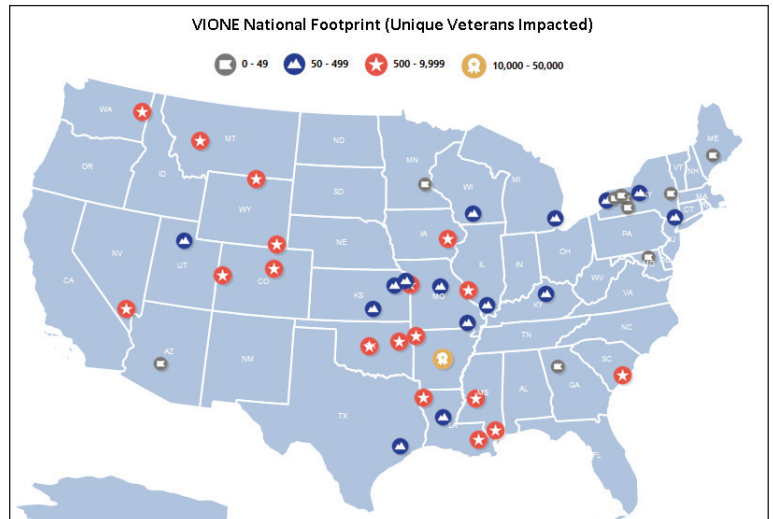 VIONE National Footprint (Unique Veterans Impacted)
0 - 49
50 - 499
500 - 9,999
10,000 - 50,000
WA
MT
ND
MN
ME
OR
ID
SD
WI
MI
VT
NH
WY
MA
IA
NE
CT
PA
NV
UT
IL
IN
OH
CO
CA
KS
MO
WV
VA
KY
NC
TN
AZ
NM
SC
MS
AL
GA
TX
LA
FL